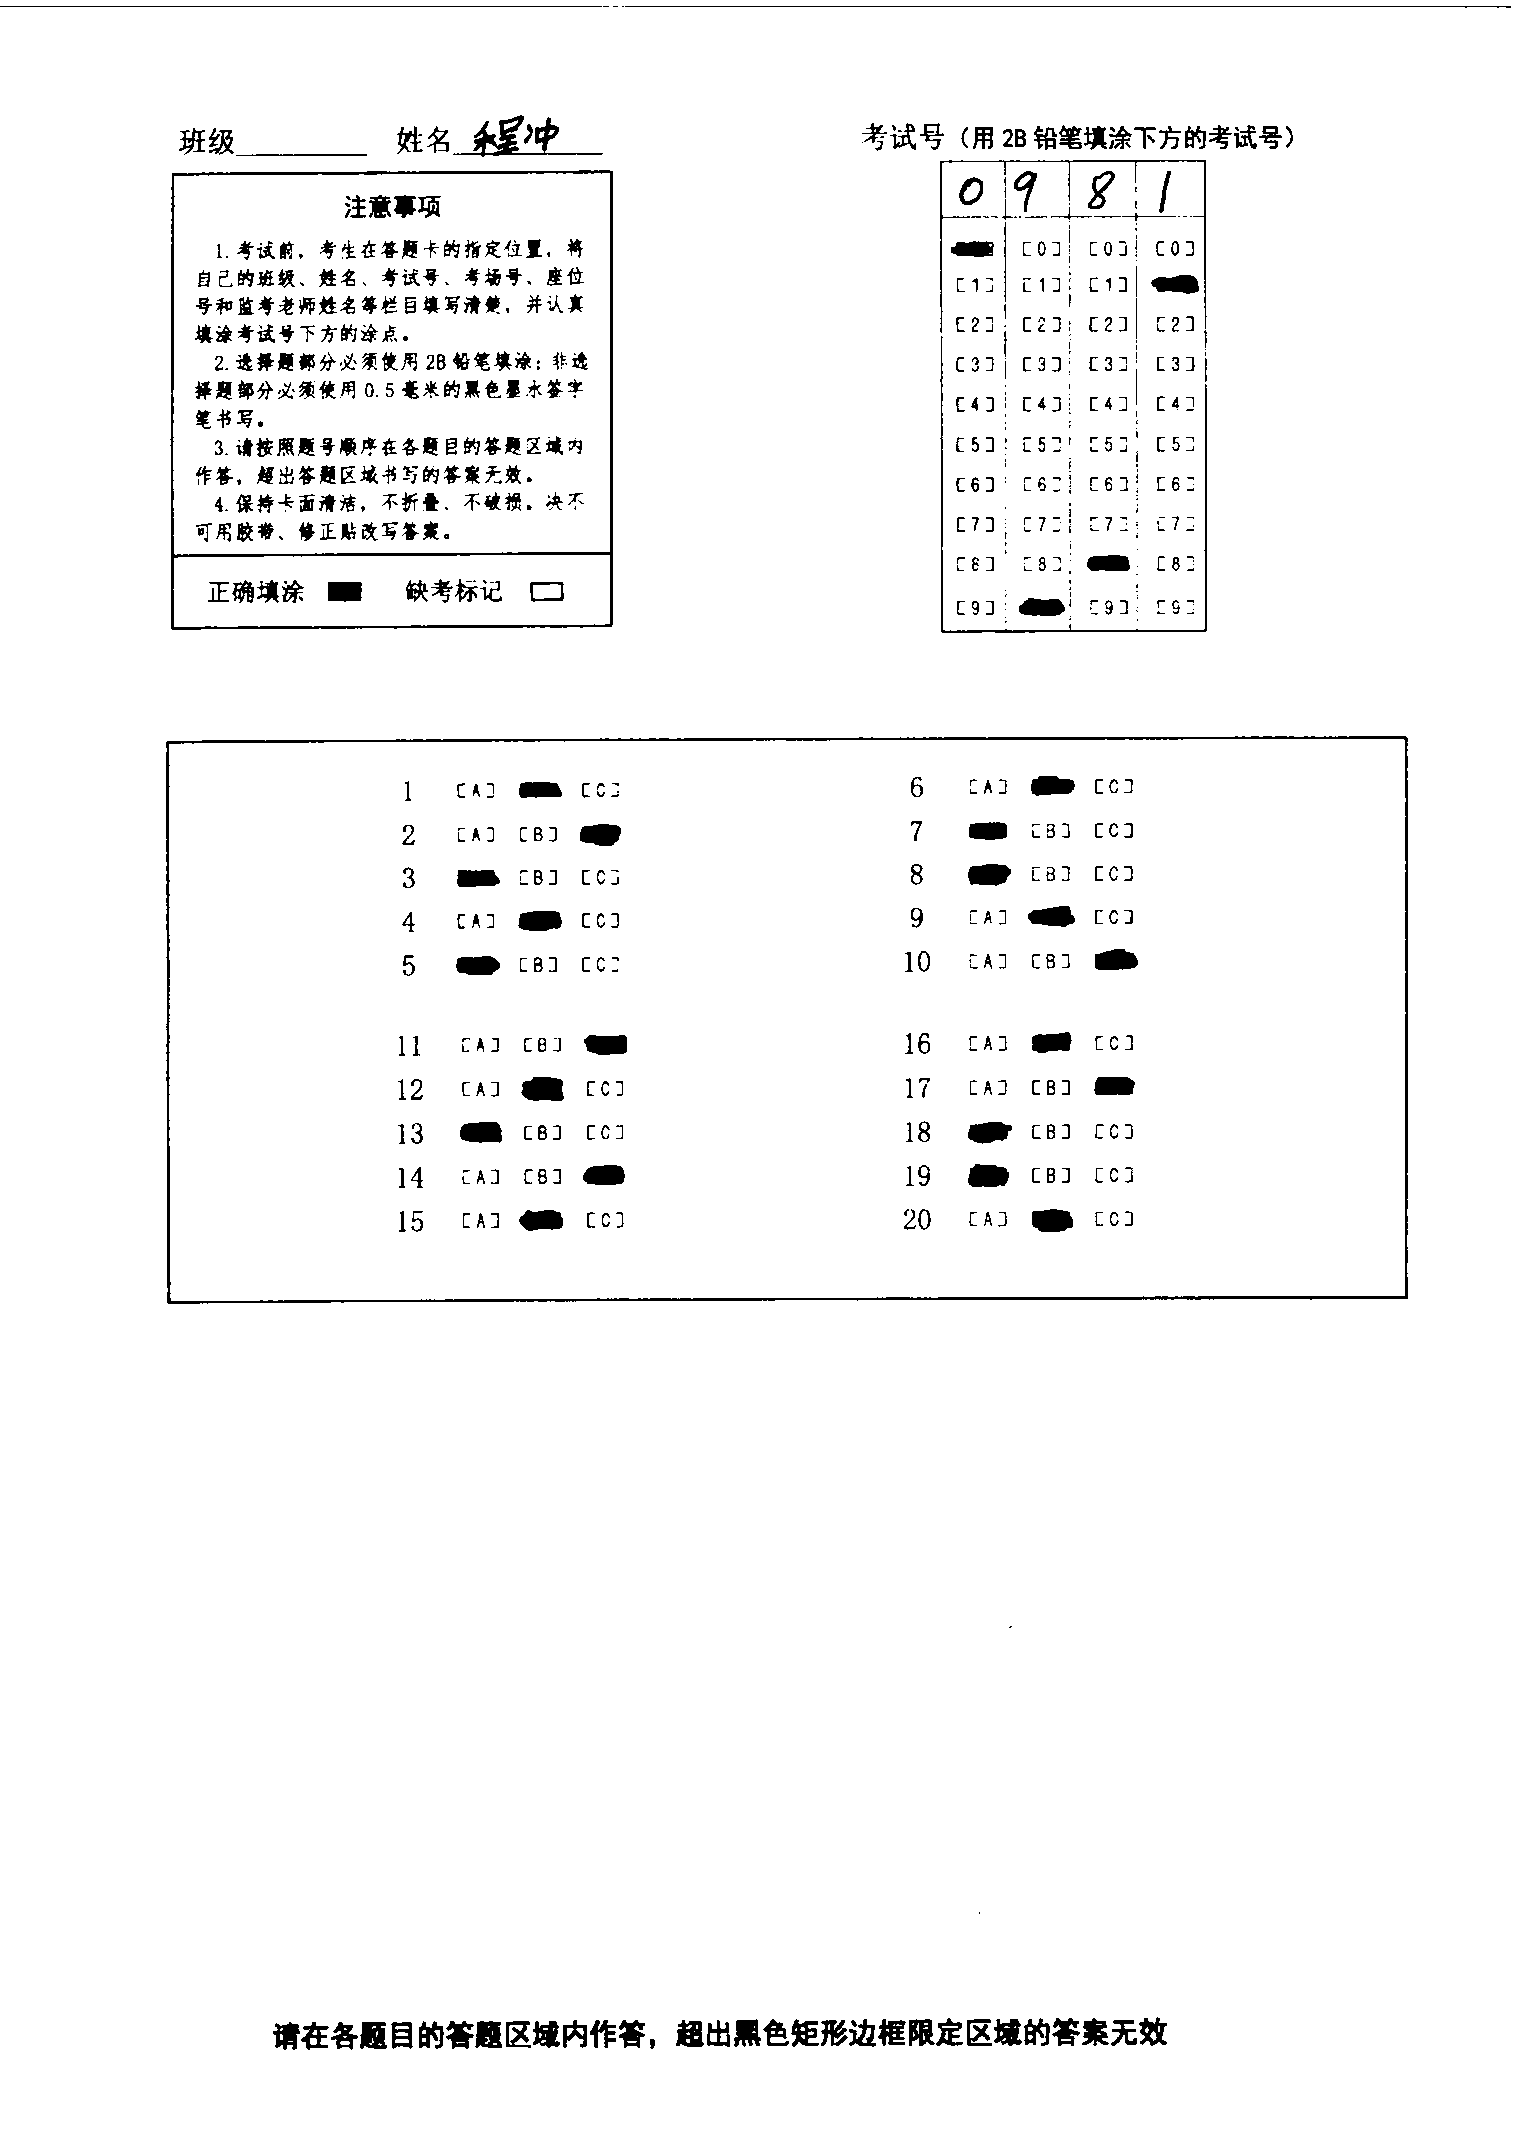 班级 姓名 程冲
注意事项
1.考试前，考生在答题卡的指定位置，将
自己的班级、姓名、考试号、考场号、座位
号和监考老师姓名等栏目填写清楚，并认真
填涂考试号下方的涂点。
2.选择题部分必须使用2B铅笔填涂；非选
择题部分必须使用0.5毫米的黑色墨水签字
笔书写。
3.请按照题号顺序在各题目的答题区域内
作答，超出答题区域书写的答案无效。
4.保持卡面清洁，不折叠、不破损。决不
可用胶带、修正贴改写答案。
正确填涂 缺考标记
考试号（用2B铅笔填涂下方的考试号）
0 9 8 1
[0] [0] [0]
[1] [1] [1]
[2] [2] [2] [2]
[3] [3] [3] [3]
[4] [4] [4] [4]
[5] [5] [5] [5]
[6] [6] [6] [6]
[7] [7] [7] [7]
[8] [8] [8]
[9] [9] [9]
1 [A] [C]
2 [A] [B]
3 [B] [C]
4 [A] [C]
5 [B] [C]
6 [A] [C]
7 [B] [C]
8 [B] [C]
9 [A] [C]
10 [A] [B]
11 [A] [B]
12 [A] [C]
13 [B] [C]
14 [A] [B]
15 [A] [C]
16 [A] [C]
17 [A] [B]
18 [B] [C]
19 [B] [C]
20 [A] [C]
请在各题目的答题区域内作答，超出黑色矩形边框限定区域的答案无效